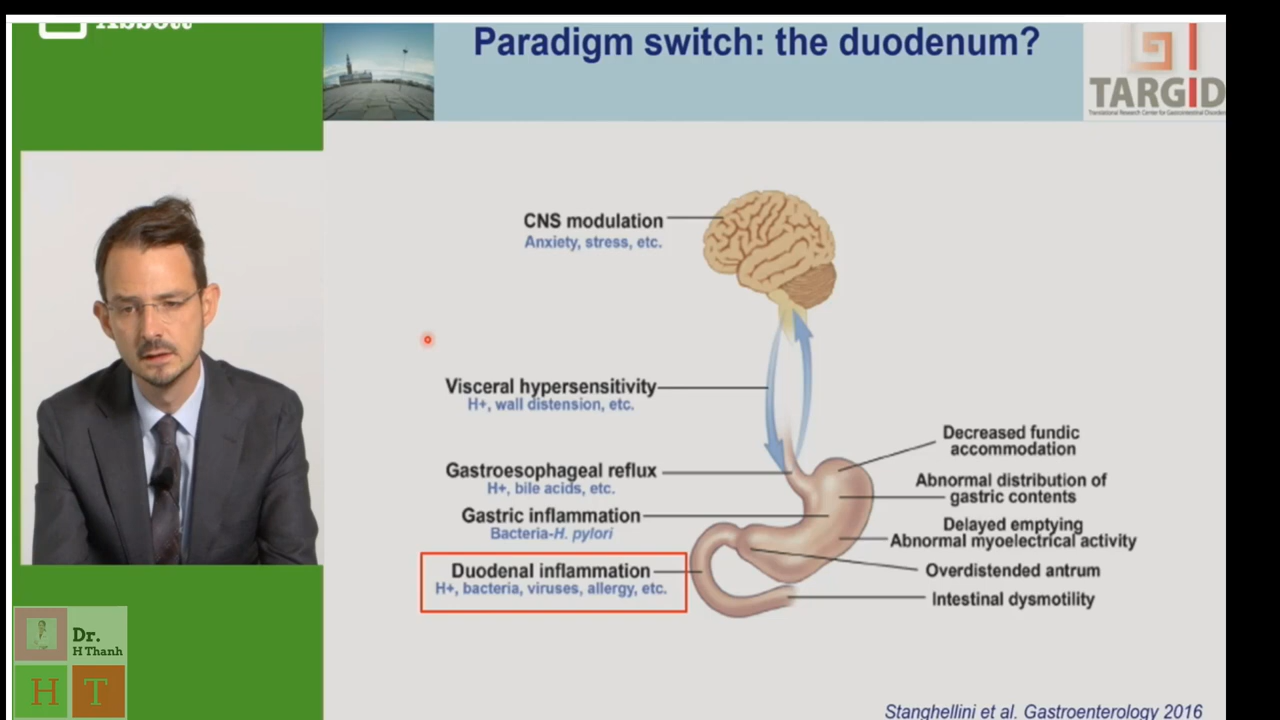 Abbott
Paradigm switch: the duodenum?
TARGID
Translational Research Center for Gastrointestinal Disorders
CNS modulation
Anxiety, stress, etc.
Visceral hypersensitivity
H+, wall distension, etc.
Gastroesophageal reflux
H+, bile acids, etc.
Gastric inflammation
Bacteria-H. pylori
Duodenal inflammation
H+, bacteria, viruses, allergy, etc.
Decreased fundic
accommodation
Abnormal distribution of
gastric contents
Delayed emptying
Abnormal myoelectrical activity
Overdistended antrum
Intestinal dysmotility
Dr.
H Thanh
H T
Stanghellini et al. Gastroenterology 2016